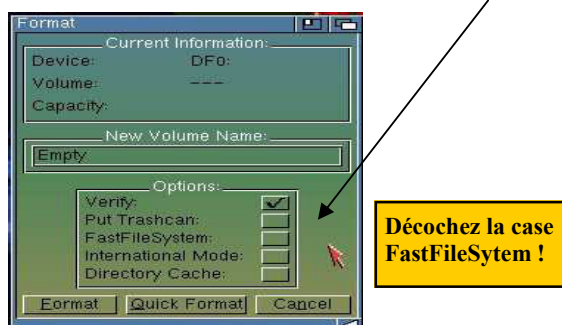 Format
Current Information:
Device: DF0:
Volume: ---
Capacity:
New Volume Name:
Empty
Options:
Verify:
Put Trashcan:
FastFileSystem:
International Mode:
Directory Cache:
Format Quick Format Cancel
Décochez la case
FastFileSytem !